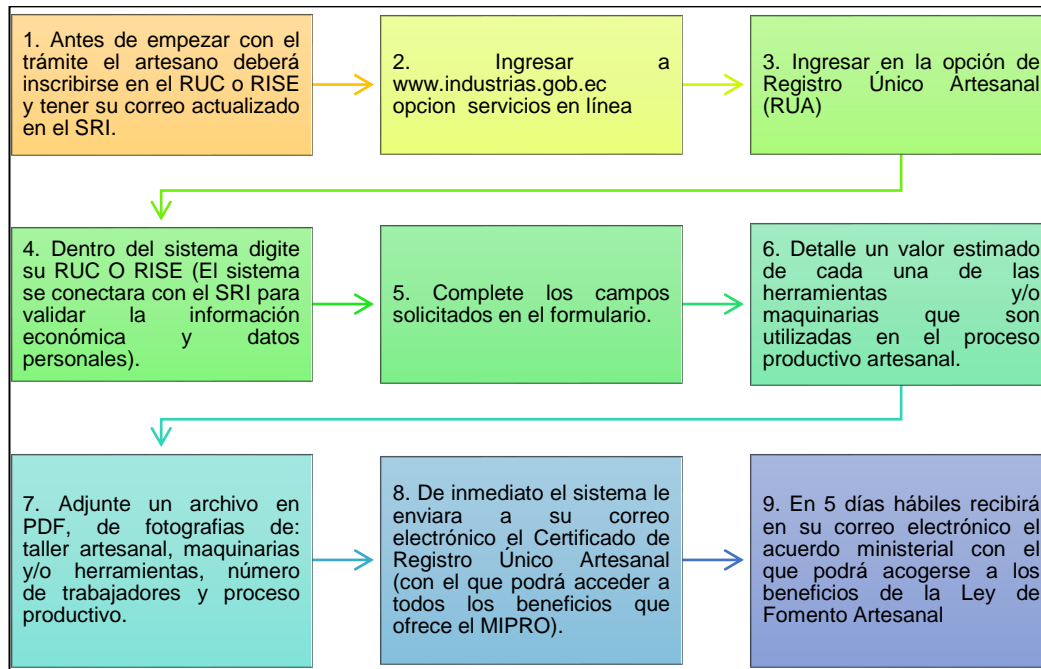 1. Antes de empezar con el
trámite el artesano deberá
inscribirse en el RUC o RISE
y tener su correo actualizado
en el SRI.
2. Ingresar a
www.industrias.gob.ec
opcion servicios en línea
3. Ingresar en la opción de
Registro Único Artesanal
(RUA)
4. Dentro del sistema digite
su RUC O RISE (El sistema
se conectara con el SRI para
validar la información
económica y datos
personales).
5. Complete los campos
solicitados en el formulario.
6. Detalle un valor estimado
de cada una de las
herramientas y/o
maquinarias que son
utilizadas en el proceso
productivo artesanal.
7. Adjunte un archivo en
PDF, de fotografias de:
taller artesanal, maquinarias
y/o herramientas, número
de trabajadores y proceso
productivo.
8. De inmediato el sistema le
enviara a su correo
electrónico el Certificado de
Registro Único Artesanal
(con el que podrá acceder a
todos los beneficios que
ofrece el MIPRO).
9. En 5 días hábiles recibirá
en su correo electrónico el
acuerdo ministerial con el
que podrá acogerse a los
beneficios de la Ley de
Fomento Artesanal